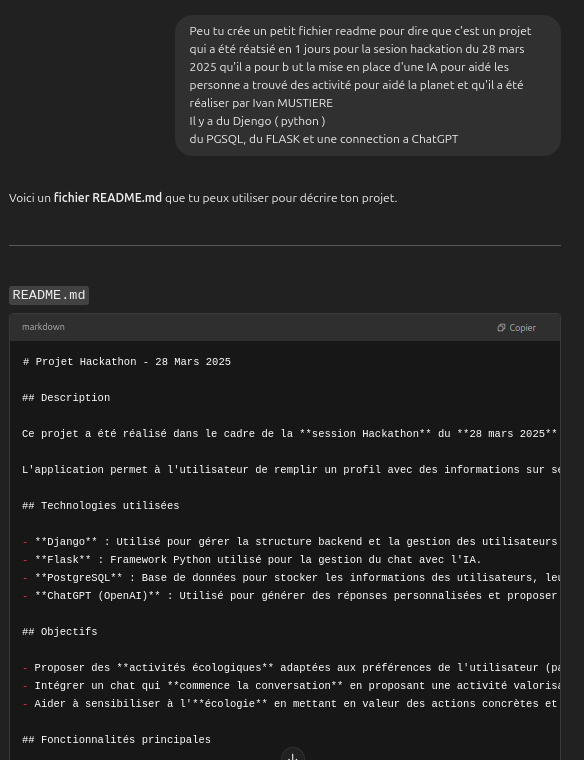 Peu tu crée un petit fichier readme pour dire que c'est un projet
qui a été réatsié en 1 jours pour la sesion hackation du 28 mars
2025 qu'il a pour b ut la mise en place d'une IA pour aidé les
personne a trouvé des activité pour aidé la planet et qu'il a été
réaliser par Ivan MUSTIERE
Il y a du Djengo ( python )
du PGSQL, du FLASK et une connection a ChatGPT
Voici un fichier README.md que tu peux utiliser pour décrire ton projet.
README.md
markdown
Copier
# Projet Hackathon - 28 Mars 2025
## Description
Ce projet a été réalisé dans le cadre de la **session Hackathon** du **28 mars 2025**
L'application permet à l'utilisateur de remplir un profil avec des informations sur se
## Technologies utilisées
- **Django** : Utilisé pour gérer la structure backend et la gestion des utilisateurs
- **Flask** : Framework Python utilisé pour la gestion du chat avec l'IA.
- **PostgreSQL** : Base de données pour stocker les informations des utilisateurs, leu
- **ChatGPT (OpenAI)** : Utilisé pour générer des réponses personnalisées et proposer
## Objectifs
- Proposer des **activités écologiques** adaptées aux préférences de l'utilisateur (pa
- Intégrer un chat qui **commence la conversation** en proposant une activité valorisa
- Aider à sensibiliser à l'**écologie** en mettant en valeur des actions concrètes et
## Fonctionnalités principales